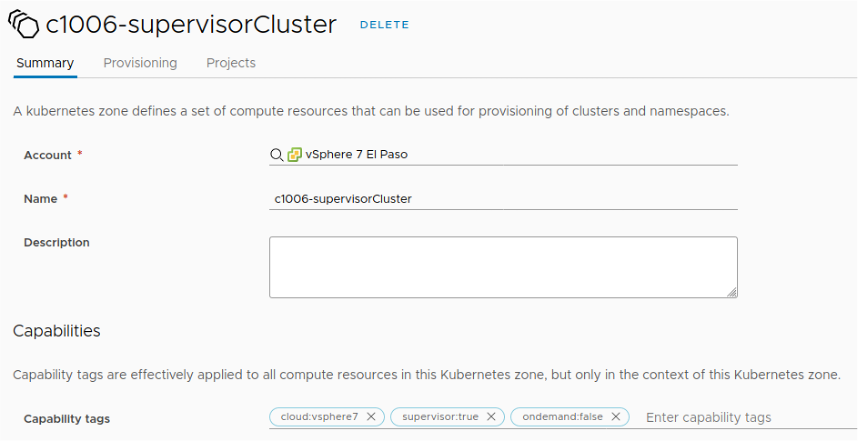 c1006-supervisorCluster DELETE
Summary Provisioning Projects
A kubernetes zone defines a set of compute resources that can be used for provisioning of clusters and namespaces.
Account * vSphere 7 El Paso
Name * c1006-supervisorCluster
Description
Capabilities
Capability tags are effectively applied to all compute resources in this Kubernetes zone, but only in the context of this Kubernetes zone.
Capability tags cloud:vsphere7 supervisor:true ondemand:false Enter capability tags